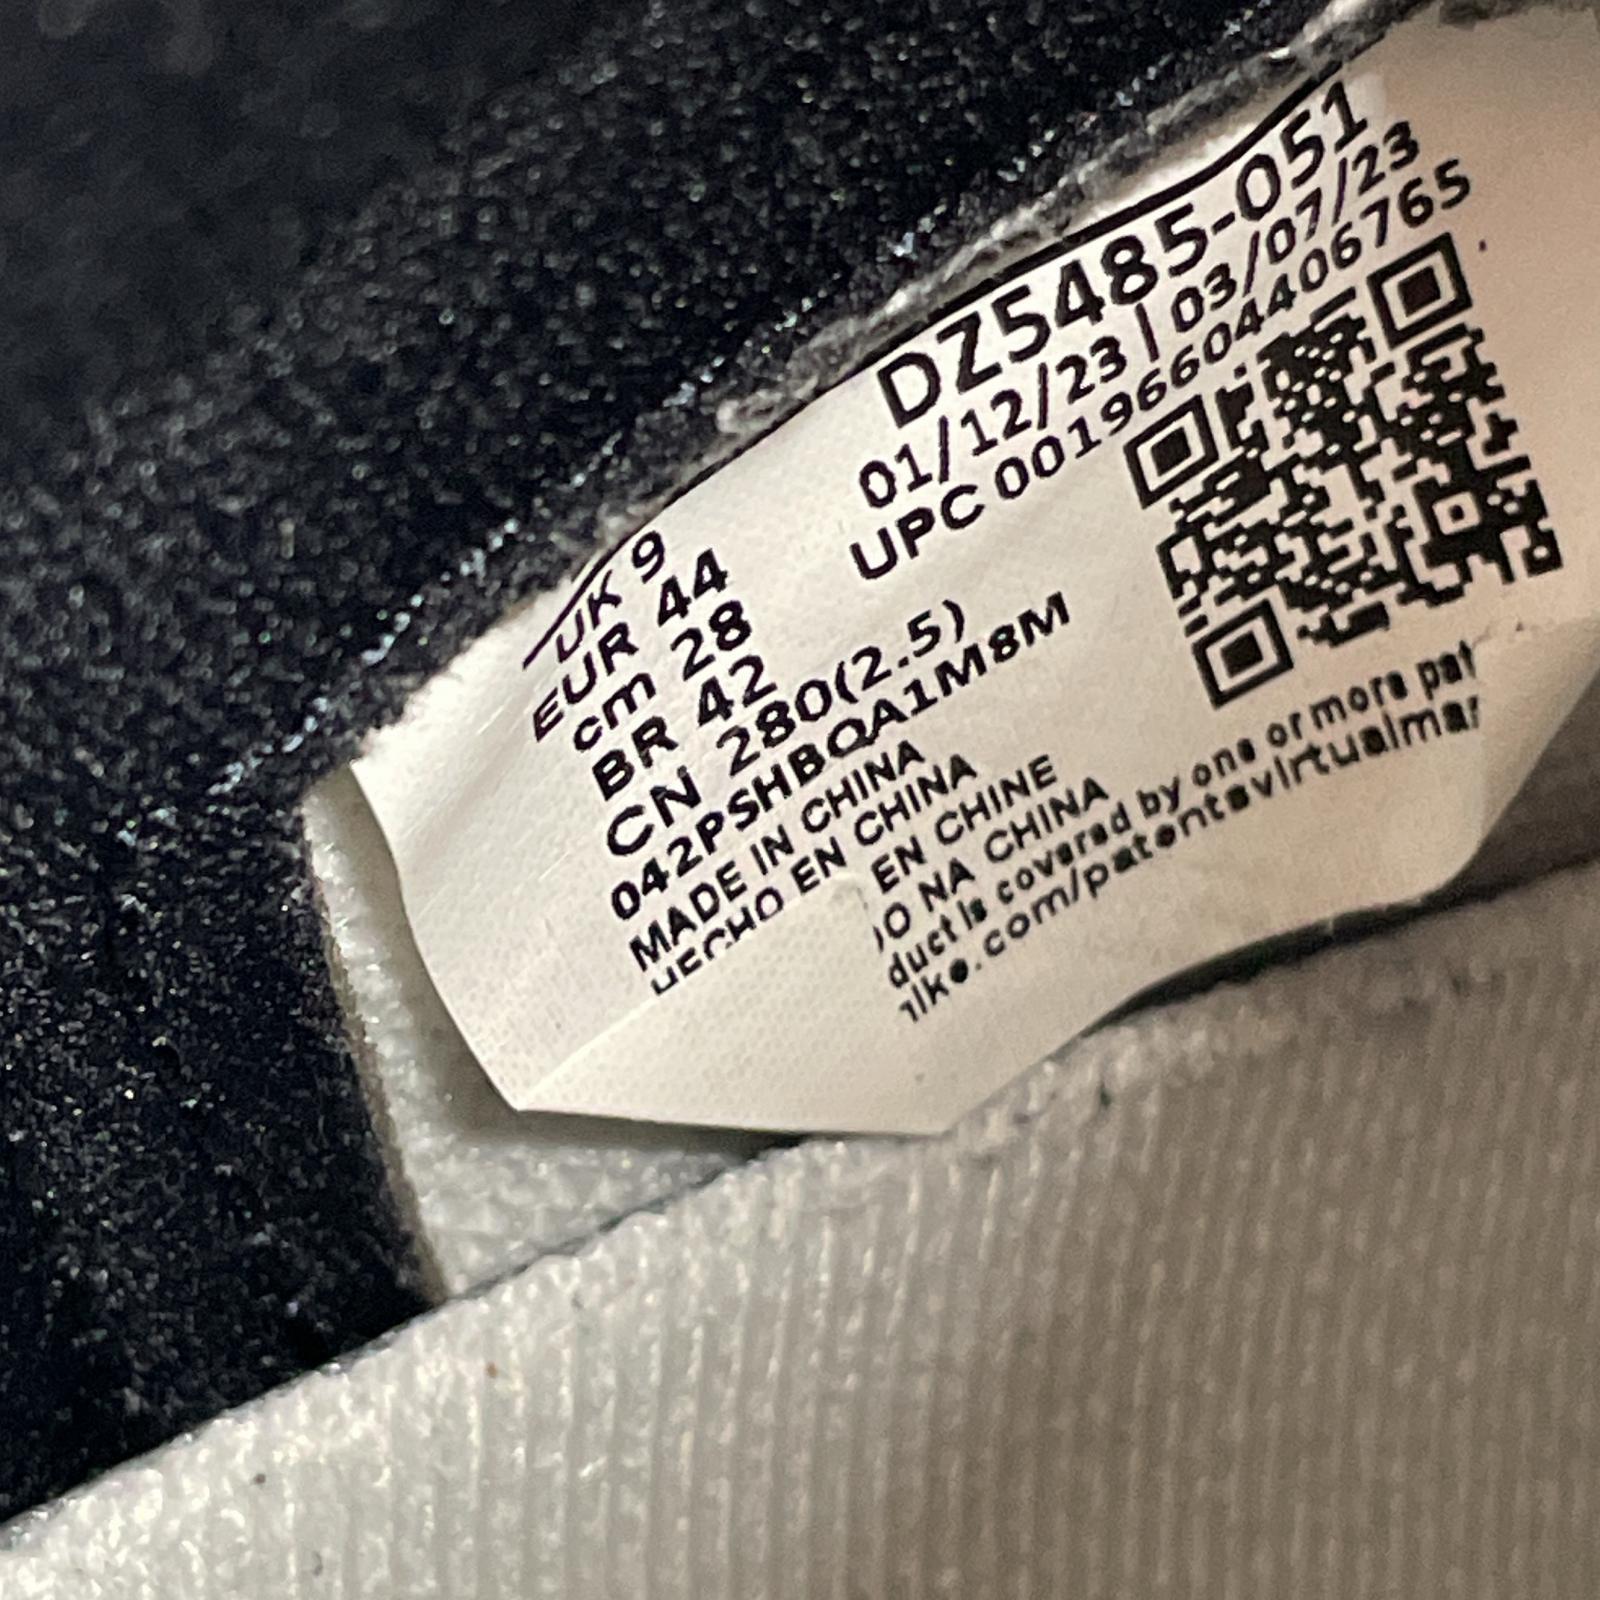 DZ5485-051
01/12/23 | 03/07/23
UPC 00196604406765
UK 9
EUR 44
cm 28
BR 42
CN 280(2.5)
042PSHBQA1M8M
MADE IN CHINA
HECHO EN CHINA
EN CHINE
NA CHINA
duct is covered by one or more pat
nike.com/patentsvirtualmar